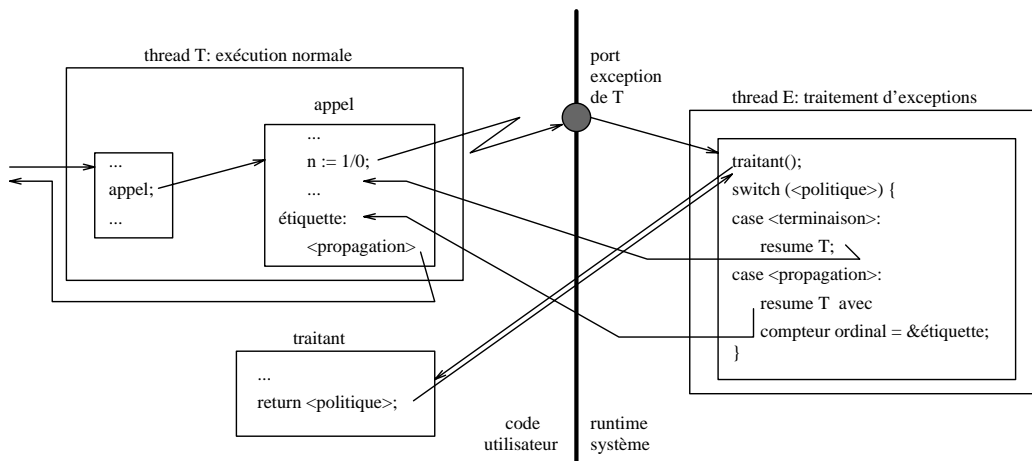 thread T: exécution normale
...
appel;
...
appel
...
n := 1/0;
...
étiquette:
<propagation>
traitant
...
return <politique>;
port
exception
de T
code
utilisateur
runtime
système
thread E: traitement d'exceptions
traitant();
switch (<politique>) {
case <terminaison>:
resume T;
case <propagation>:
resume T avec
compteur ordinal = &étiquette;
}